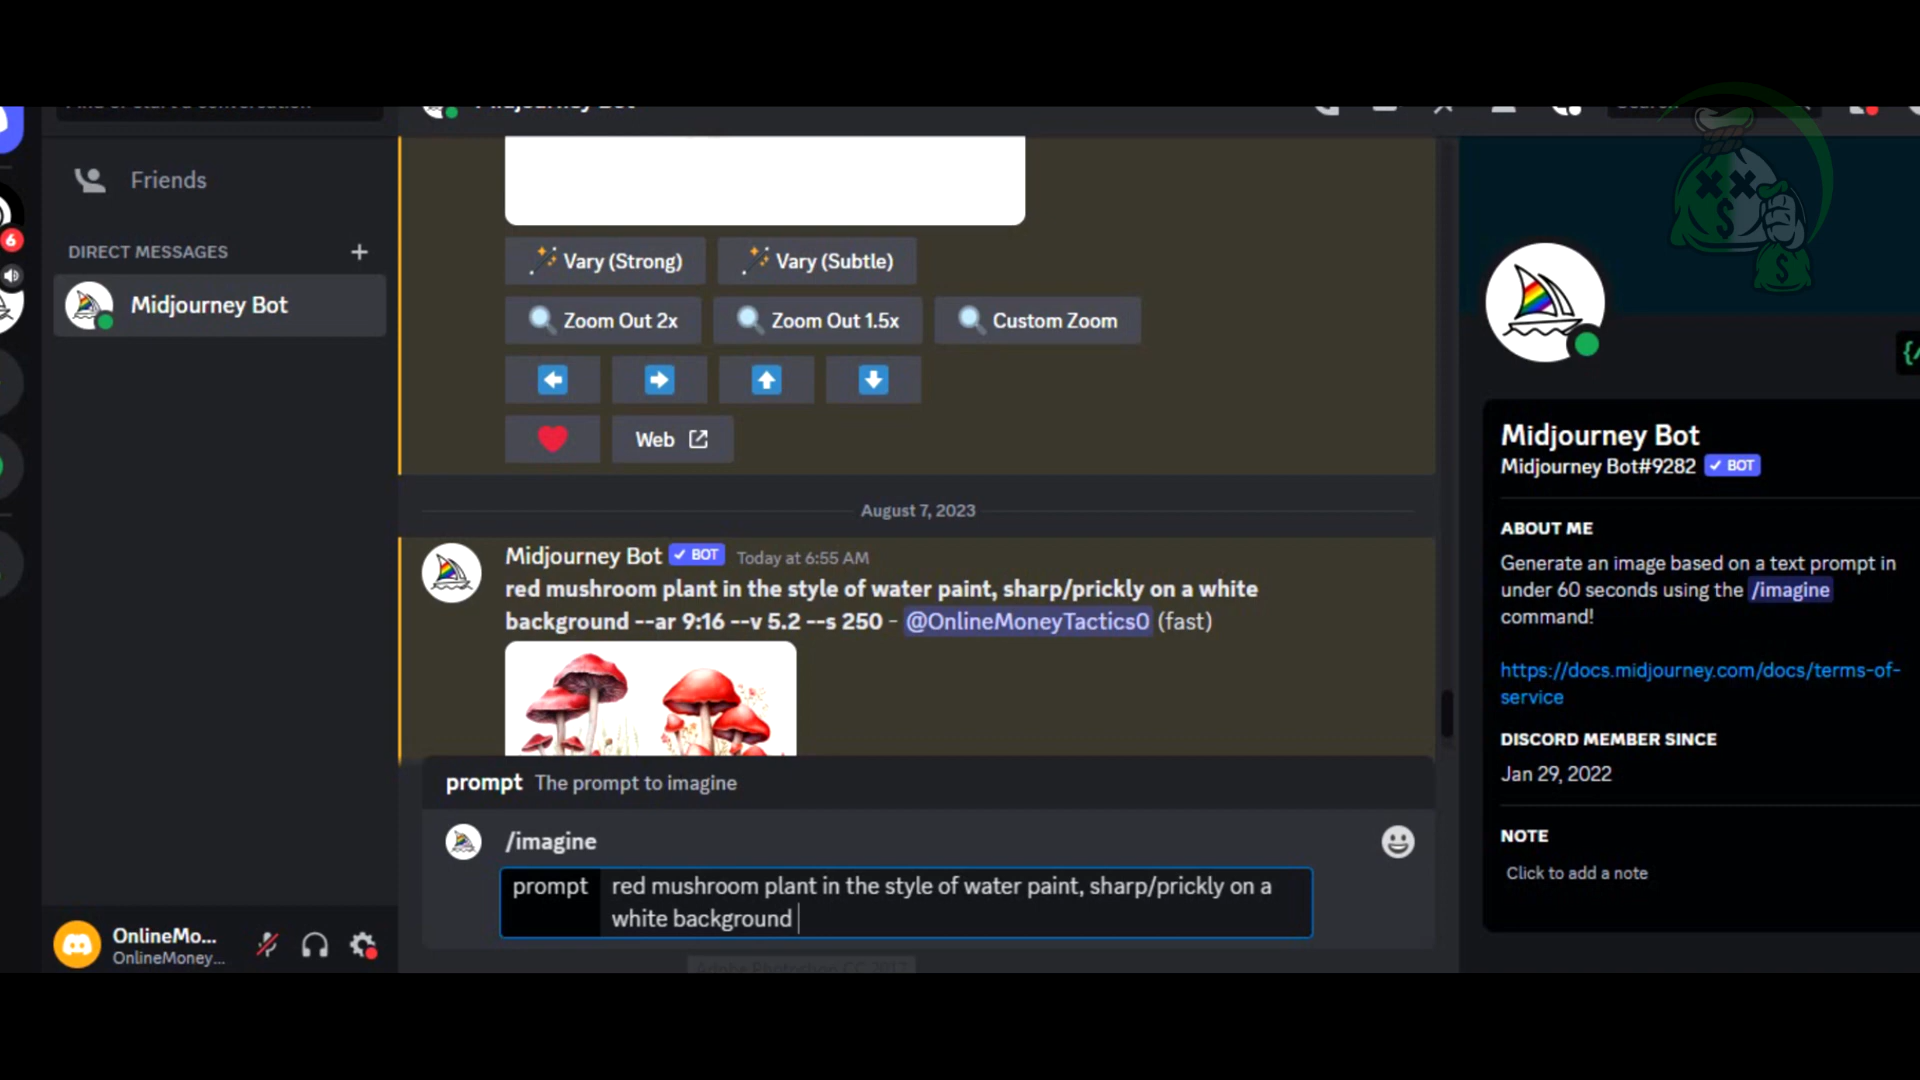 Midjourney Bot
Friends
DIRECT MESSAGES
Midjourney Bot
6
Vary (Strong)
Vary (Subtle)
Zoom Out 2x
Zoom Out 1.5x
Custom Zoom
Web
August 7, 2023
Midjourney Bot ✓ BOT Today at 6:55 AM
red mushroom plant in the style of water paint, sharp/prickly on a white
background --ar 9:16 --v 5.2 --s 250 - @OnlineMoneyTactics0 (fast)
prompt The prompt to imagine
/imagine
prompt red mushroom plant in the style of water paint, sharp/prickly on a
white background
OnlineMo...
OnlineMoney...
Midjourney Bot
Midjourney Bot#9282 ✓ BOT
ABOUT ME
Generate an image based on a text prompt in
under 60 seconds using the /imagine
command!
https://docs.midjourney.com/docs/terms-of-
service
DISCORD MEMBER SINCE
Jan 29, 2022
NOTE
Click to add a note